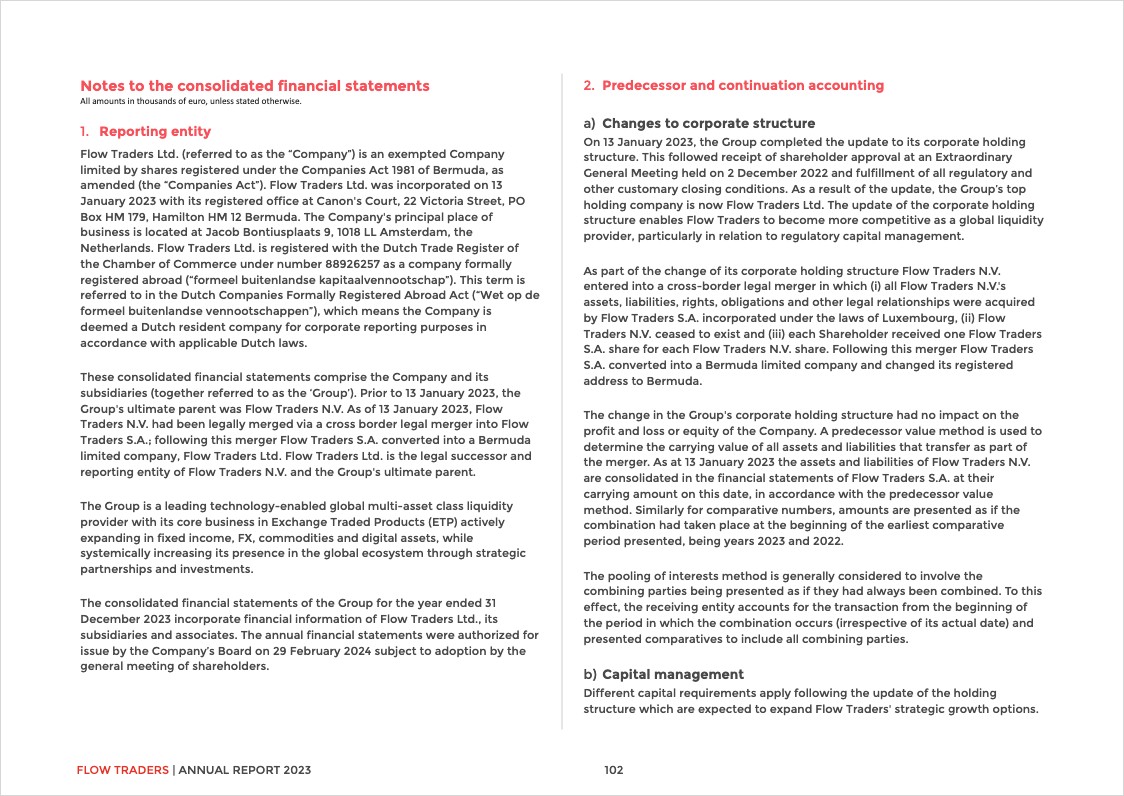 Notes to the consolidated financial statements
All amounts in thousands of euro, unless stated otherwise.
1. Reporting entity
Flow Traders Ltd. (referred to as the “Company”) is an exempted Company
limited by shares registered under the Companies Act 1981 of Bermuda, as
amended (the “Companies Act”). Flow Traders Ltd. was incorporated on 13
January 2023 with its registered office at Canon's Court, 22 Victoria Street, PO
Box HM 179, Hamilton HM 12 Bermuda. The Company's principal place of
business is located at Jacob Bontiusplaats 9, 1018 LL Amsterdam, the
Netherlands. Flow Traders Ltd. is registered with the Dutch Trade Register of
the Chamber of Commerce under number 88926257 as a company formally
registered abroad (“formeel buitenlandse kapitaalvennootschap”). This term is
referred to in the Dutch Companies Formally Registered Abroad Act (“Wet op de
formeel buitenlandse vennootschappen”), which means the Company is
deemed a Dutch resident company for corporate reporting purposes in
accordance with applicable Dutch laws.
These consolidated financial statements comprise the Company and its
subsidiaries (together referred to as the ‘Group’). Prior to 13 January 2023, the
Group's ultimate parent was Flow Traders N.V. As of 13 January 2023, Flow
Traders N.V. had been legally merged via a cross border legal merger into Flow
Traders S.A.; following this merger Flow Traders S.A. converted into a Bermuda
limited company, Flow Traders Ltd. Flow Traders Ltd. is the legal successor and
reporting entity of Flow Traders N.V. and the Group's ultimate parent.
The Group is a leading technology-enabled global multi-asset class liquidity
provider with its core business in Exchange Traded Products (ETP) actively
expanding in fixed income, FX, commodities and digital assets, while
systemically increasing its presence in the global ecosystem through strategic
partnerships and investments.
The consolidated financial statements of the Group for the year ended 31
December 2023 incorporate financial information of Flow Traders Ltd., its
subsidiaries and associates. The annual financial statements were authorized for
issue by the Company’s Board on 29 February 2024 subject to adoption by the
general meeting of shareholders.
2. Predecessor and continuation accounting
a) Changes to corporate structure
On 13 January 2023, the Group completed the update to its corporate holding
structure. This followed receipt of shareholder approval at an Extraordinary
General Meeting held on 2 December 2022 and fulfillment of all regulatory and
other customary closing conditions. As a result of the update, the Group’s top
holding company is now Flow Traders Ltd. The update of the corporate holding
structure enables Flow Traders to become more competitive as a global liquidity
provider, particularly in relation to regulatory capital management.
As part of the change of its corporate holding structure Flow Traders N.V.
entered into a cross-border legal merger in which (i) all Flow Traders N.V.'s
assets, liabilities, rights, obligations and other legal relationships were acquired
by Flow Traders S.A. incorporated under the laws of Luxembourg, (ii) Flow
Traders N.V. ceased to exist and (iii) each Shareholder received one Flow Traders
S.A. share for each Flow Traders N.V. share. Following this merger Flow Traders
S.A. converted into a Bermuda limited company and changed its registered
address to Bermuda.
The change in the Group's corporate holding structure had no impact on the
profit and loss or equity of the Company. A predecessor value method is used to
determine the carrying value of all assets and liabilities that transfer as part of
the merger. As at 13 January 2023 the assets and liabilities of Flow Traders N.V.
are consolidated in the financial statements of Flow Traders S.A. at their
carrying amount on this date, in accordance with the predecessor value
method. Similarly for comparative numbers, amounts are presented as if the
combination had taken place at the beginning of the earliest comparative
period presented, being years 2023 and 2022.
The pooling of interests method is generally considered to involve the
combining parties being presented as if they had always been combined. To this
effect, the receiving entity accounts for the transaction from the beginning of
the period in which the combination occurs (irrespective of its actual date) and
presented comparatives to include all combining parties.
b) Capital management
Different capital requirements apply following the update of the holding
structure which are expected to expand Flow Traders' strategic growth options.
FLOW TRADERS | ANNUAL REPORT 2023
102